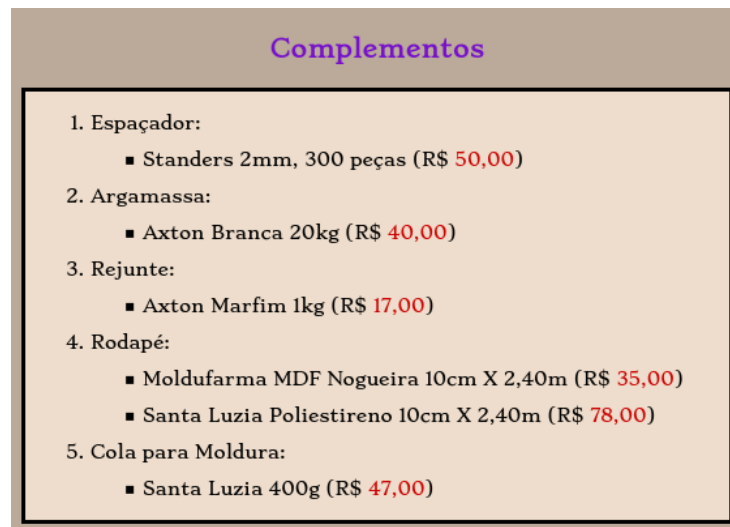 Complementos
1. Espaçador:
▪ Standers 2mm, 300 peças (R$ 50,00)
2. Argamassa:
▪ Axton Branca 20kg (R$ 40,00)
3. Rejunte:
▪ Axton Marfim 1kg (R$ 17,00)
4. Rodapé:
▪ Moldufarma MDF Nogueira 10cm X 2,40m (R$ 35,00)
▪ Santa Luzia Poliestireno 10cm X 2,40m (R$ 78,00)
5. Cola para Moldura:
▪ Santa Luzia 400g (R$ 47,00)